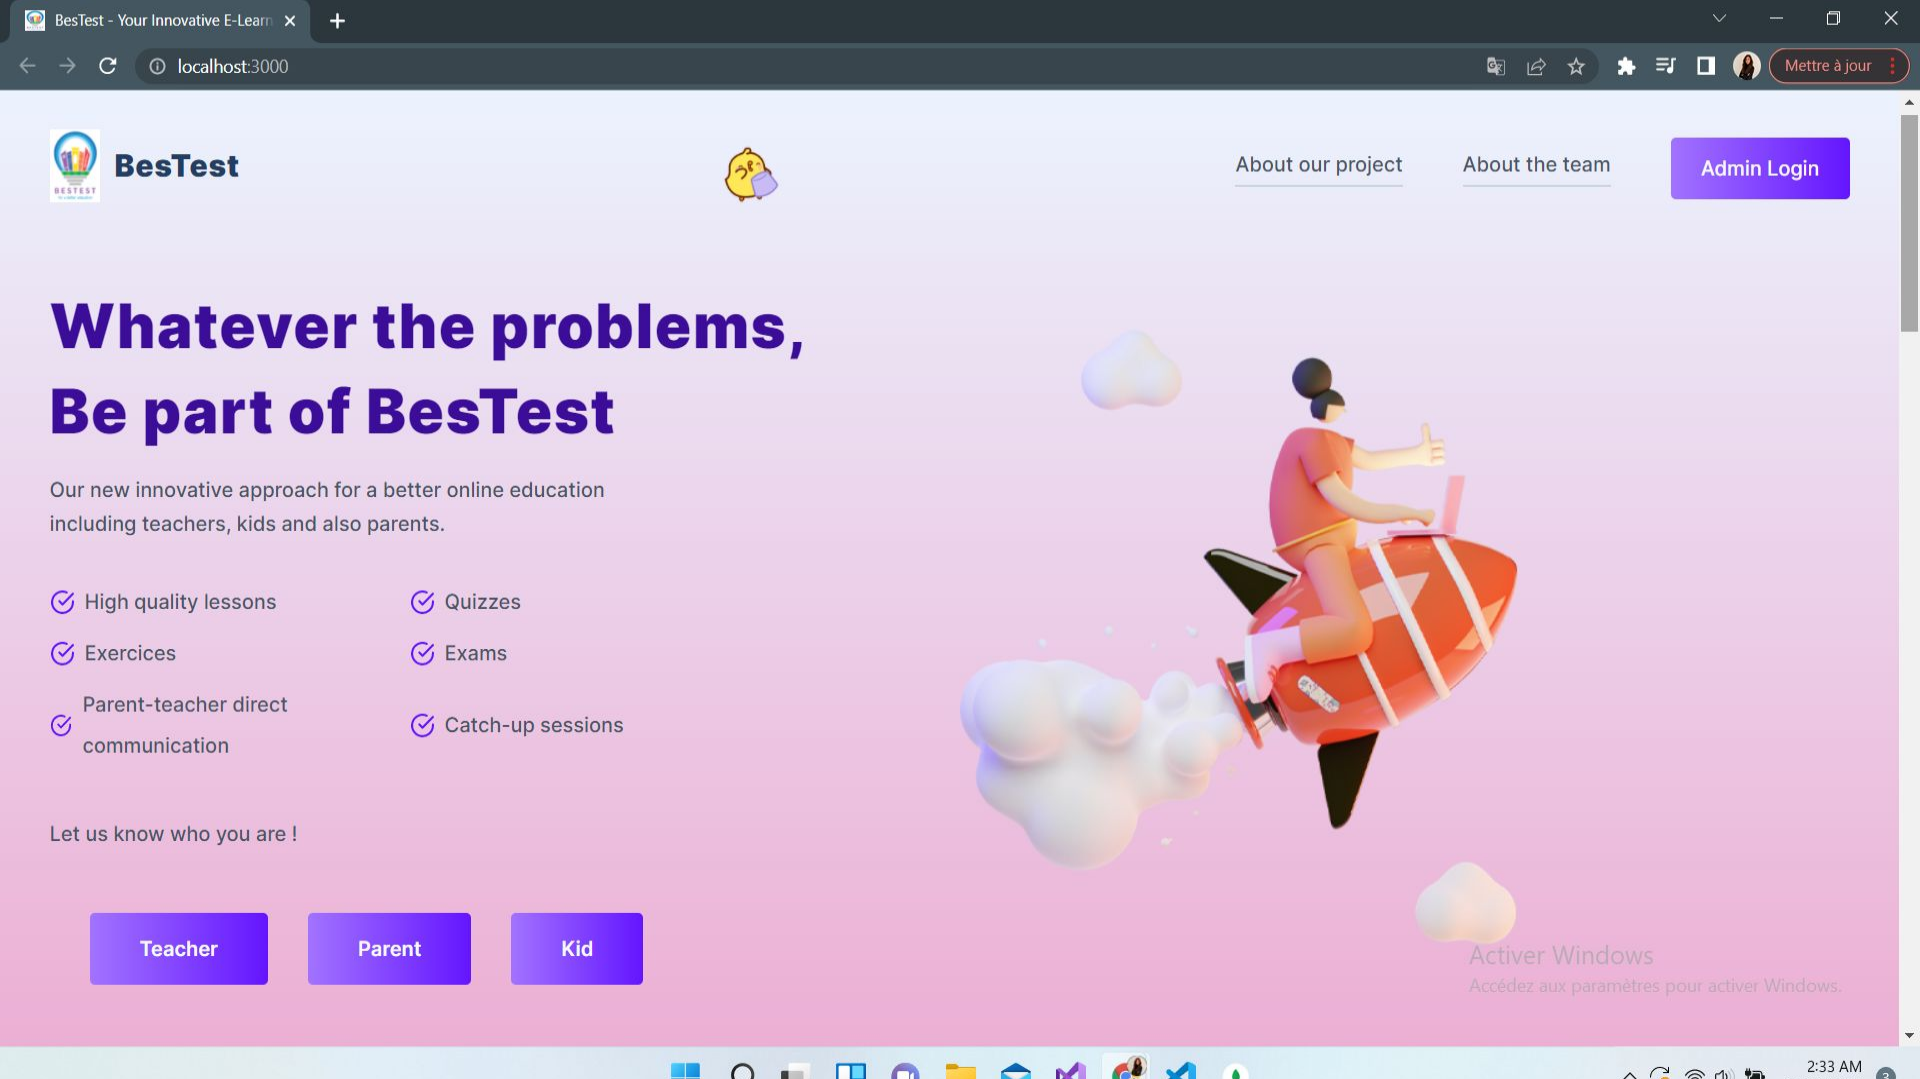 BesTest - Your Innovative E-Learn
localhost:3000
Mettre à jour
BESTEST
BesTest
About our project
About the team
Admin Login
Whatever the problems,
Be part of BesTest
Our new innovative approach for a better online education
including teachers, kids and also parents.
High quality lessons
Quizzes
Exercices
Exams
Parent-teacher direct
communication
Catch-up sessions
Let us know who you are !
Teacher
Parent
Kid
Activer Windows
Accédez aux paramètres pour activer Windows.
2:33 AM